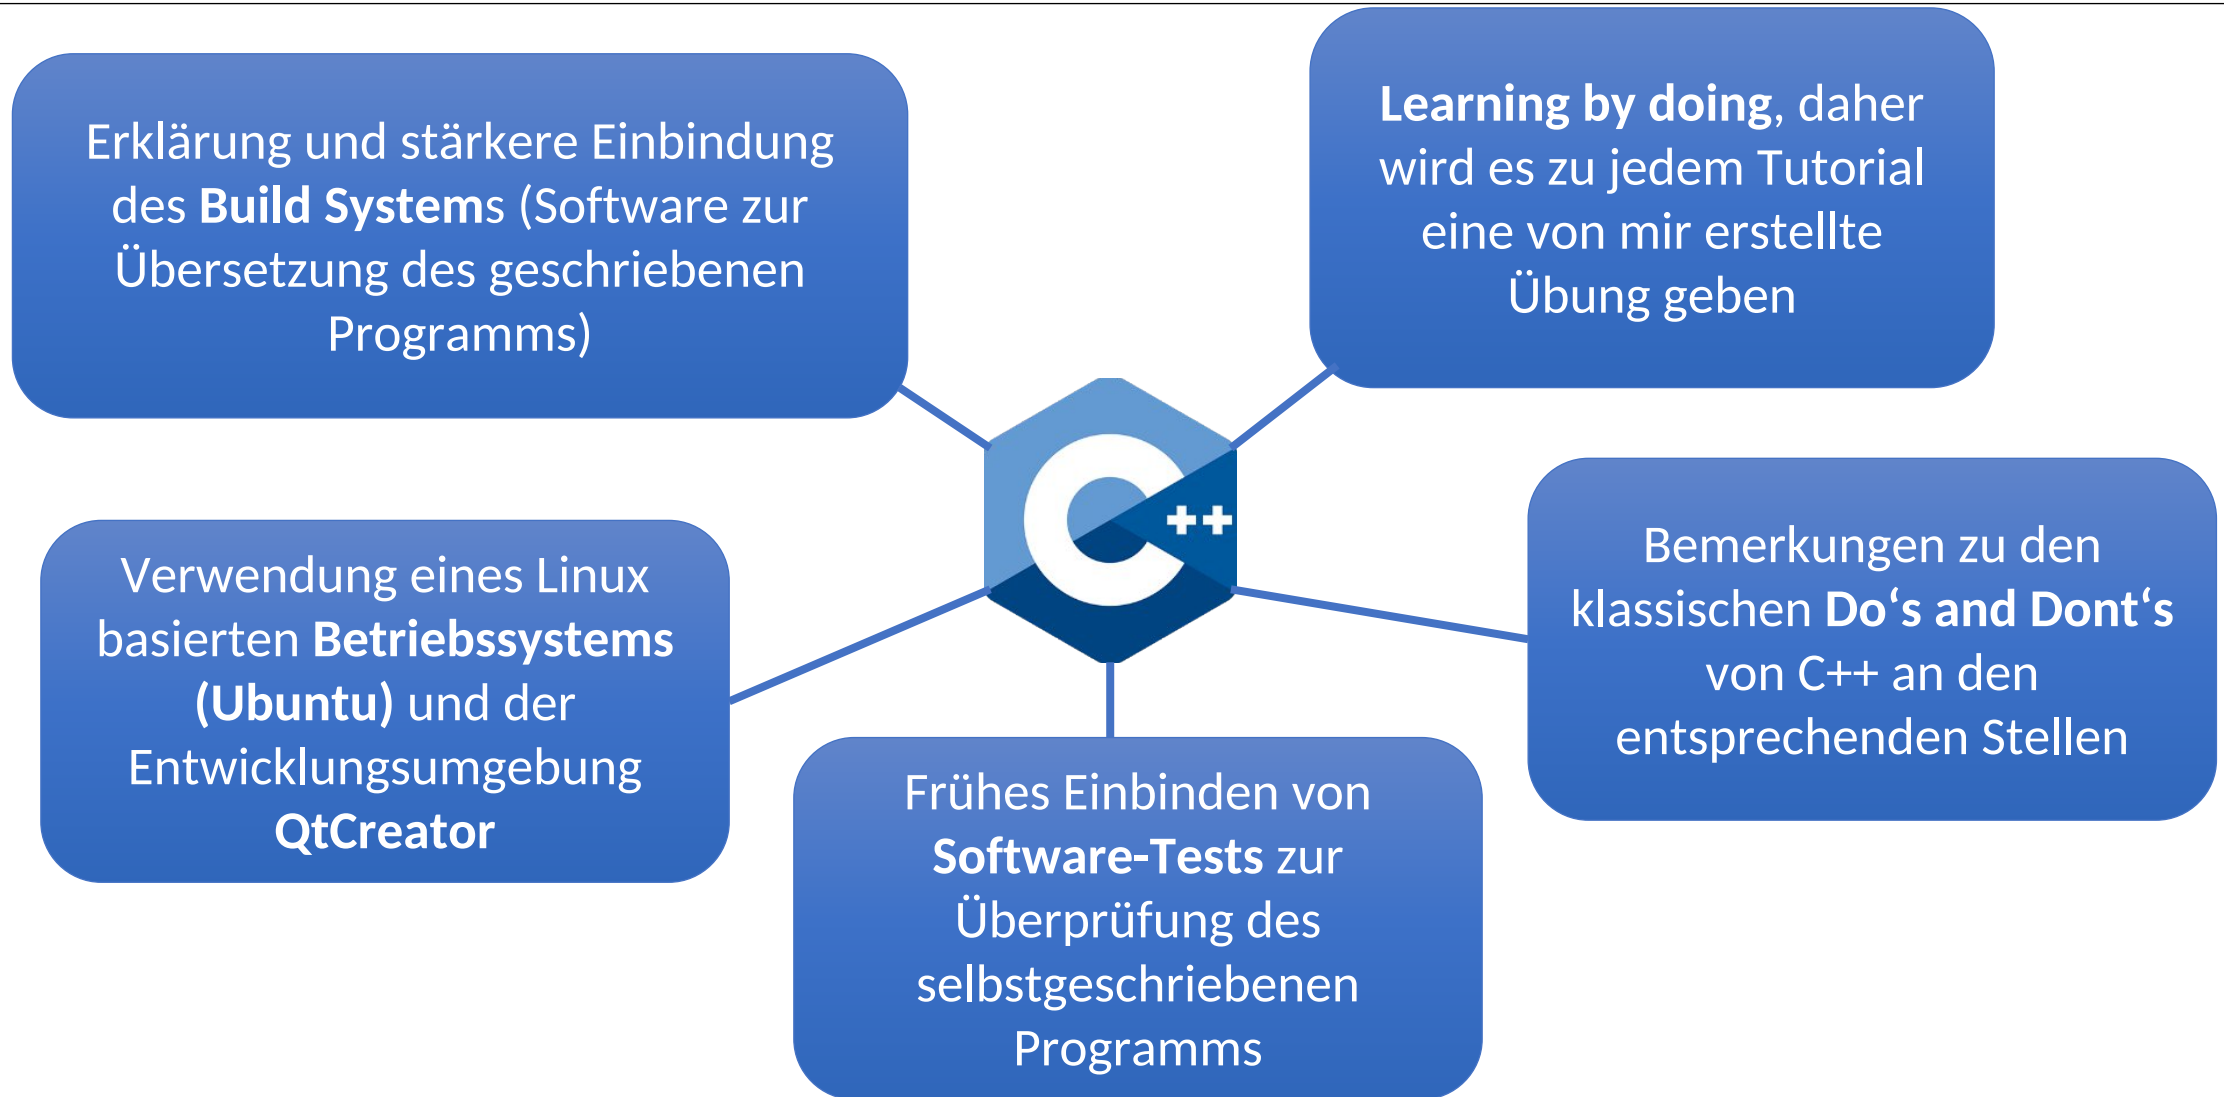 Erklärung und stärkere Einbindung
des Build Systems (Software zur
Übersetzung des geschriebenen
Programms)
Learning by doing, daher
wird es zu jedem Tutorial
eine von mir erstellte
Übung geben
C++
Verwendung eines Linux
basierten Betriebssystems
(Ubuntu) und der
Entwicklungsumgebung
QtCreator
Bemerkungen zu den
klassischen Do‘s and Dont‘s
von C++ an den
entsprechenden Stellen
Frühes Einbinden von
Software-Tests zur
Überprüfung des
selbstgeschriebenen
Programms